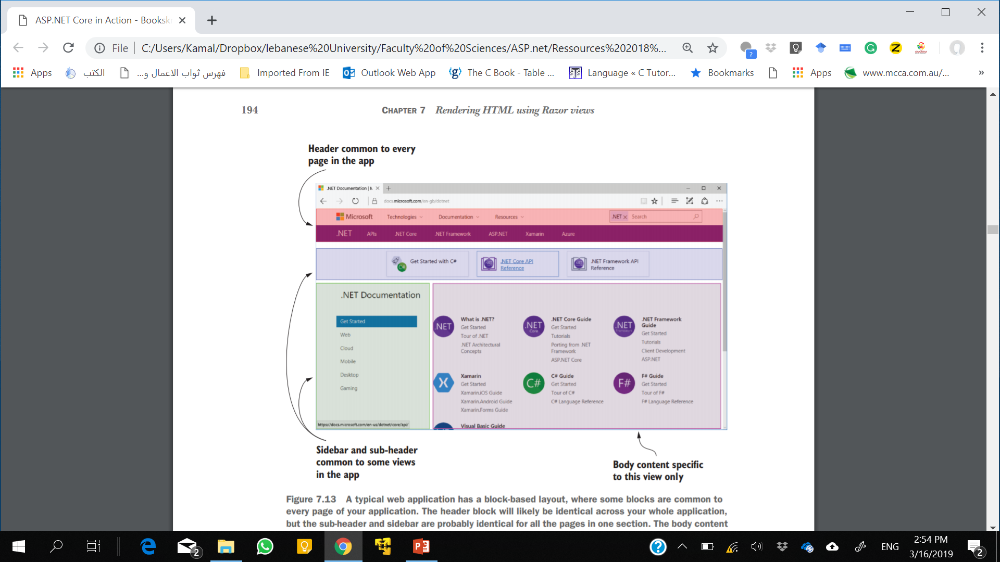 ASP.NET Core in Action - Booksk
File
C:/Users/Kamal/Dropbox/lebanese%20University/Faculty%20of%20Sciences/ASP.net/Ressources%202018%...
?
Apps
الكتب
فهرس ثواب الاعمال و...
Imported From IE
Outlook Web App
The C Book - Table ...
Language « C Tutor...
Bookmarks
Apps
www.mcca.com.au/...
»
194
CHAPTER 7 Rendering HTML using Razor views
Header common to every
page in the app
.NET Documentation | M
docs.microsoft.com/en-gb/dotnet
Microsoft
Technologies
Documentation
Resources
.NET
Search
.NET
APIs
.NET Core
.NET Framework
ASP.NET
Xamarin
Azure
Get Started with C#
.NET Core API
Reference
.NET Framework API
Reference
.NET Documentation
Get Started
Web
Cloud
Mobile
Desktop
Gaming
https://docs.microsoft.com/en-us/dotnet/core/api/
.NET
What is .NET?
Get Started
Tour of .NET
.NET Architectural
Concepts
.NET
Core
.NET Core Guide
Get Started
Tutorials
Porting from .NET
Framework
ASP.NET Core
.NET
Framework
.NET Framework
Guide
Get Started
Tutorials
Client Development
ASP.NET
X
Xamarin
Get Started
Xamarin.iOS Guide
Xamarin.Android Guide
Xamarin.Forms Guide
C#
C# Guide
Get Started
Tour of C#
C# Language Reference
F#
F# Guide
Get Started
Tour of F#
F# Language Reference
Visual Basic Guide
Sidebar and sub-header
common to some views
in the app
Body content specific
to this view only
Figure 7.13 A typical web application has a block-based layout, where some blocks are common to
every page of your application. The header block will likely be identical across your whole application,
but the sub-header and sidebar are probably identical for all the pages in one section. The body content
2
ENG
2:54 PM
3/16/2019
2